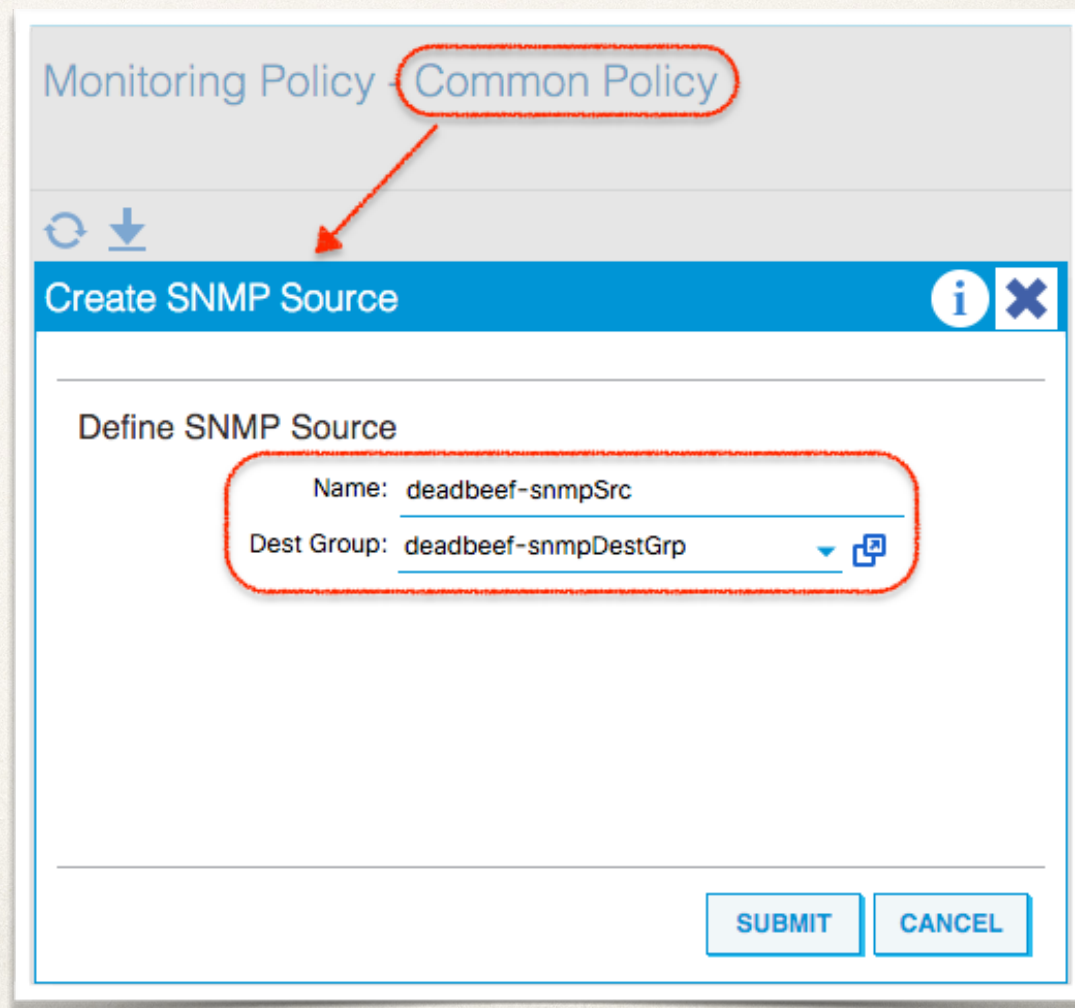 Monitoring Policy - Common Policy
Create SNMP Source
i
Define SNMP Source
Name: deadbeef-snmpSrc
Dest Group: deadbeef-snmpDestGrp
SUBMIT CANCEL